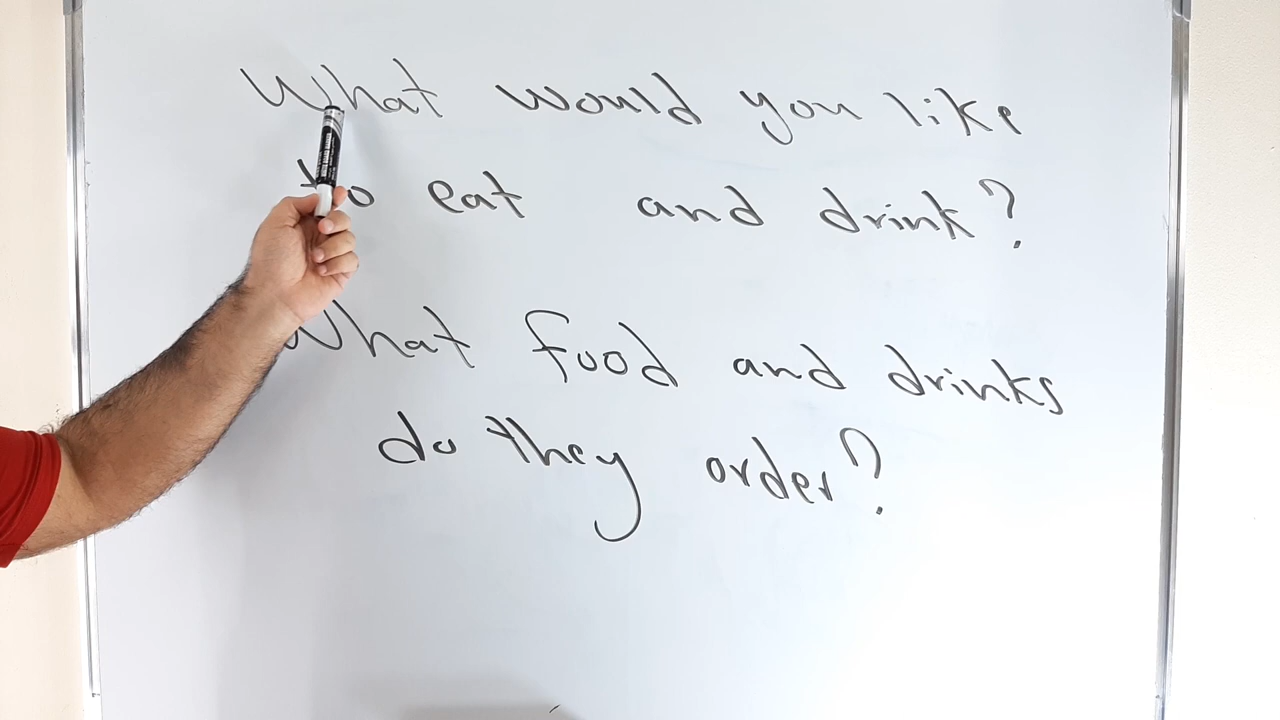 What would you like
to eat and drink?
What food and drinks
do they order?